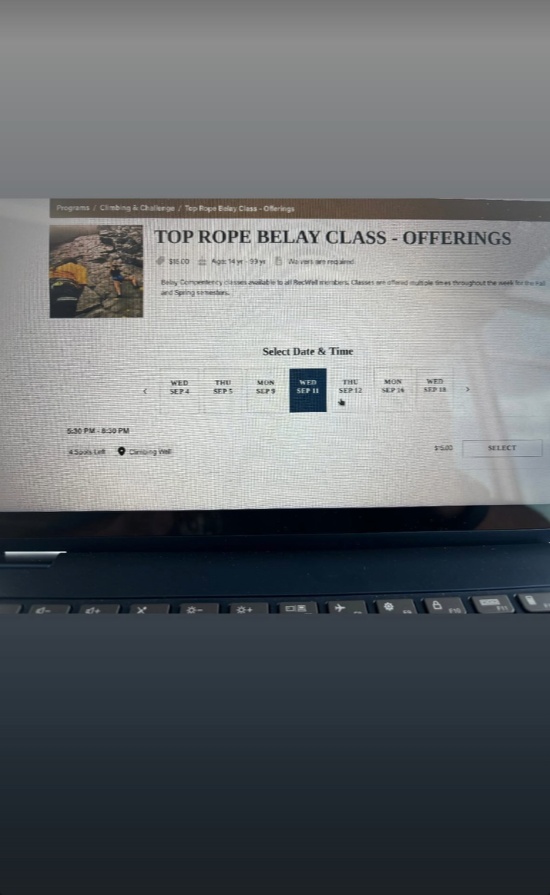 Programs / Climbing & Challenge / Top Rope Belay Class - Offerings
TOP ROPE BELAY CLASS - OFFERINGS
$15.00 Age: 14 yr - 99 yr Waivers are required
Belay Competency classes available to all RecWell members. Classes are offered multiple times throughout the week for the Fall
and Spring semesters.
Select Date & Time
‹ WED THU MON WED THU MON WED ›
SEP 4 SEP 5 SEP 9 SEP 11 SEP 12 SEP 16 SEP 18
5:30 PM - 8:30 PM
4 Spots Left Climbing Wall $15.00 SELECT
F10 F11